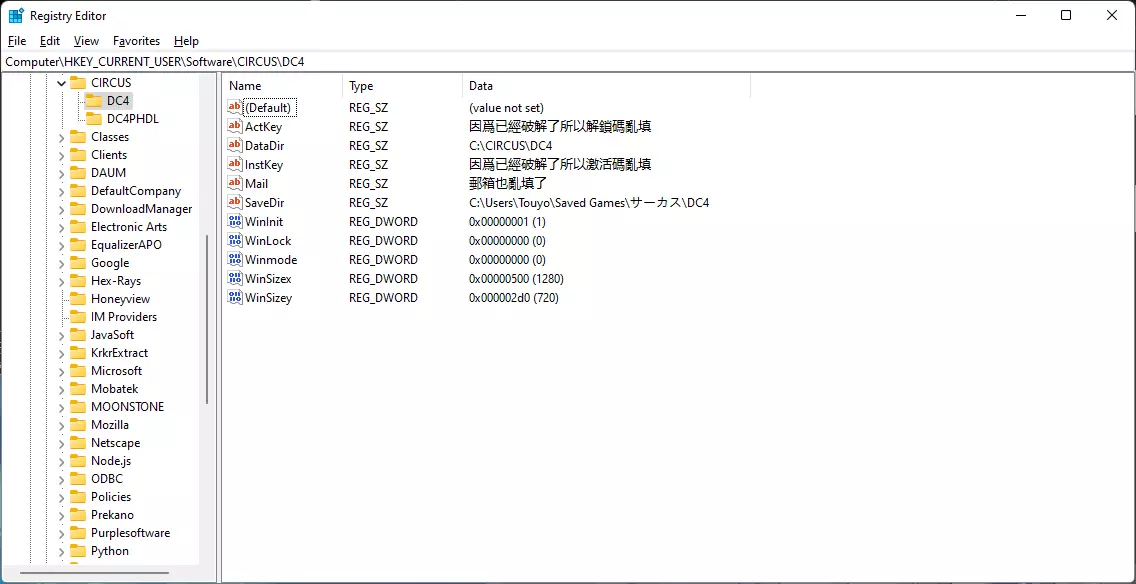 Registry Editor
File Edit View Favorites Help
Computer\HKEY_CURRENT_USER\Software\CIRCUS\DC4
CIRCUS
DC4
DC4PHDL
Classes
Clients
DAUM
DefaultCompany
DownloadManager
Electronic Arts
EqualizerAPO
Google
Hex-Rays
Honeyview
IM Providers
JavaSoft
KrkrExtract
Microsoft
Mobatek
MOONSTONE
Mozilla
Netscape
Node.js
ODBC
Policies
Prekano
Purplesoftware
Python
Name Type Data
(Default) REG_SZ (value not set)
ActKey REG_SZ 因爲已經破解了所以解鎖碼亂填
DataDir REG_SZ C:\CIRCUS\DC4
InstKey REG_SZ 因爲已經破解了所以激活碼亂填
Mail REG_SZ 郵箱也亂填了
SaveDir REG_SZ C:\Users\Touyo\Saved Games\サーカス\DC4
WinInit REG_DWORD 0x00000001 (1)
WinLock REG_DWORD 0x00000000 (0)
Winmode REG_DWORD 0x00000000 (0)
WinSizex REG_DWORD 0x00000500 (1280)
WinSizey REG_DWORD 0x000002d0 (720)